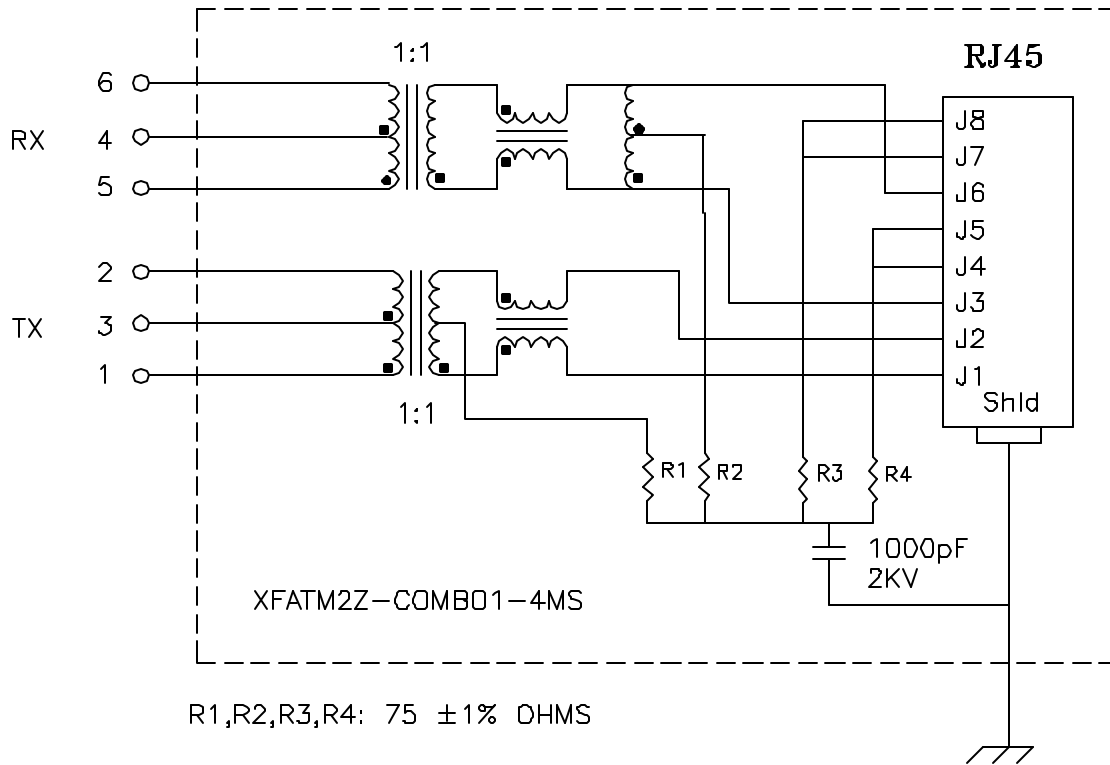 1:1
RJ45
6
RX
4
5
J8
J7
J6
J5
J4
J3
J2
J1
Shld
2
TX
3
1
1:1
R1
R2
R3
R4
1000pF
2KV
XFATM2Z-COMBO1-4MS
R1,R2,R3,R4: 75 ±1% OHMS